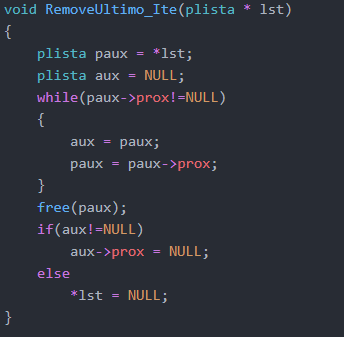 void RemoveUltimo_Ite(plista * lst)
{
    plista paux = *lst;
    plista aux = NULL;
    while(paux->prox!=NULL)
    {
        aux = paux;
        paux = paux->prox;
    }
    free(paux);
    if(aux!=NULL)
        aux->prox = NULL;
    else
        *lst = NULL;
}